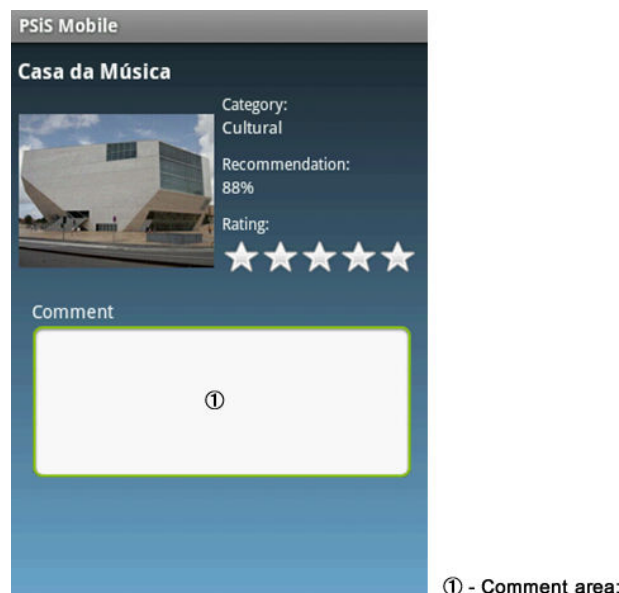 PSiS Mobile
Casa da Música
Category:
Cultural
Recommendation:
88%
Rating:
Comment
①
① - Comment area: